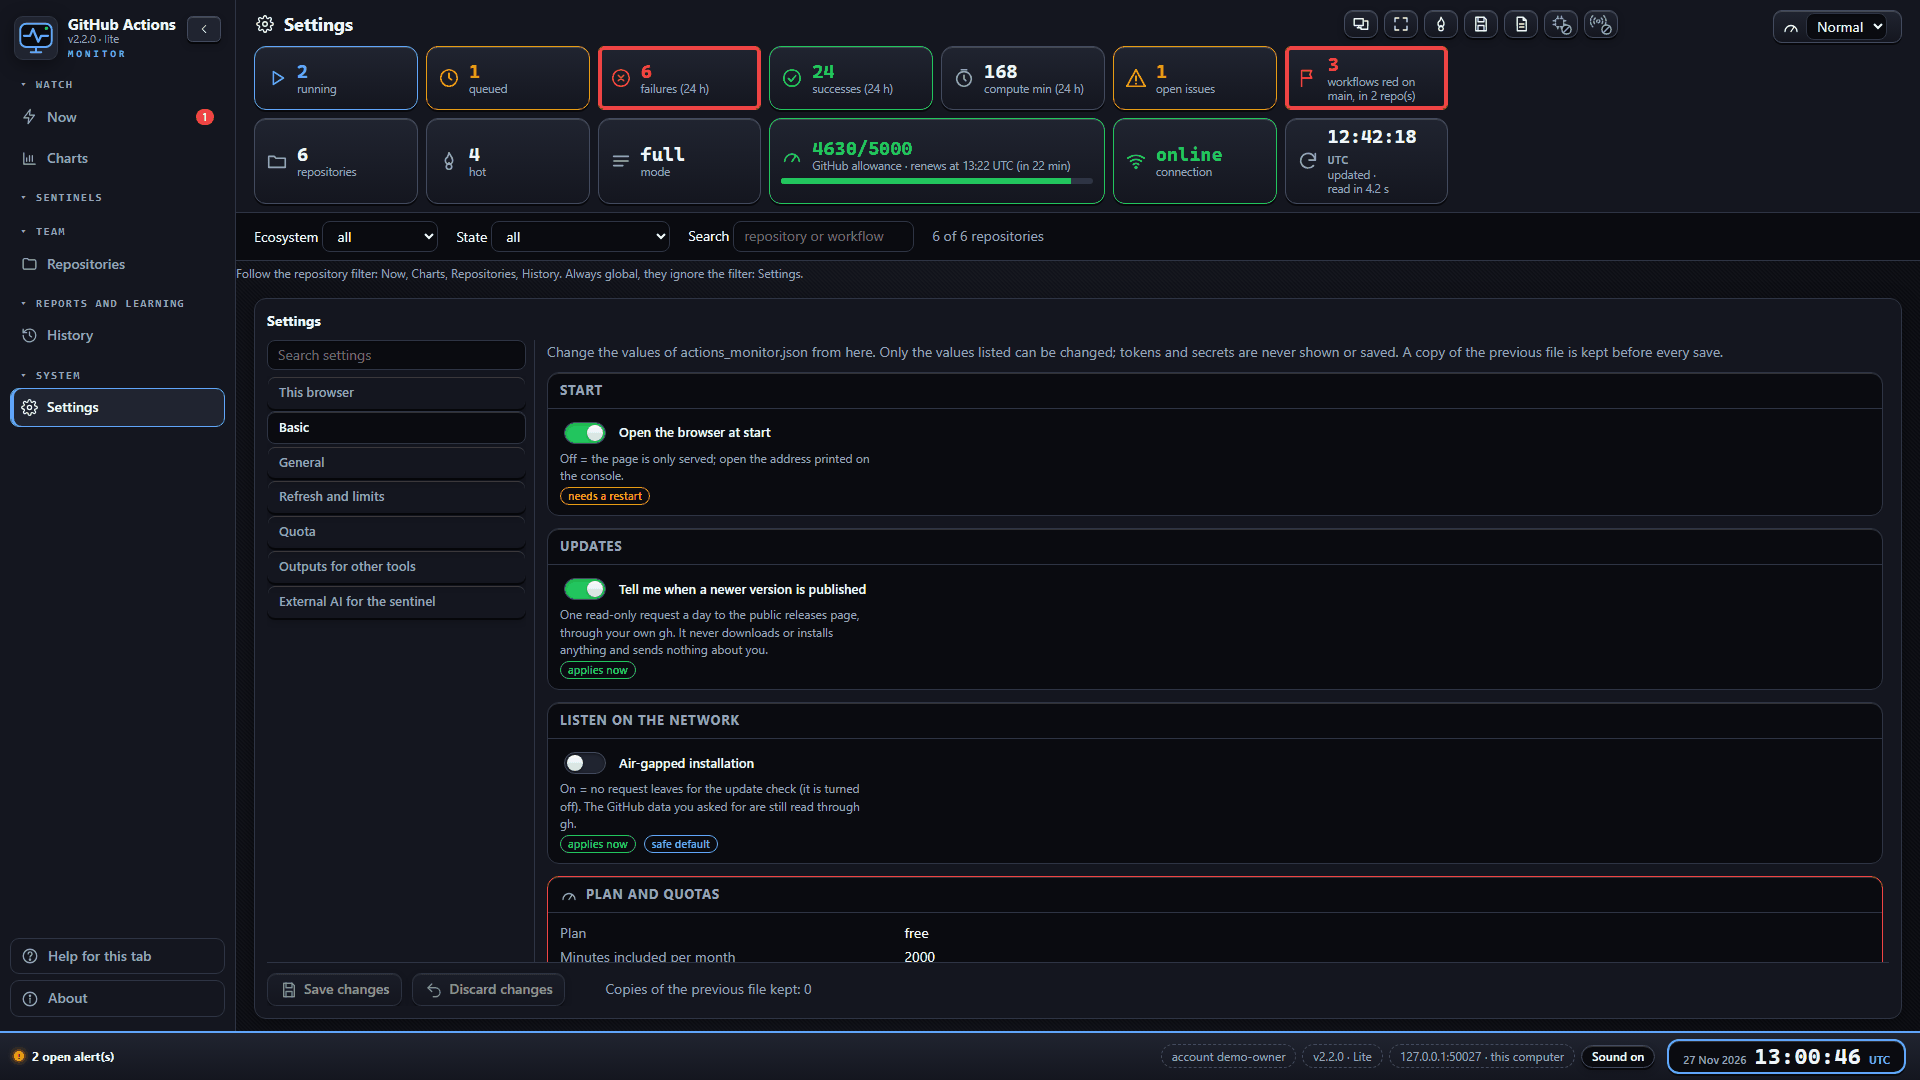 GitHub Actions
v2.2.0 · lite
MONITOR
WATCH
Now
1
Charts
SENTINELS
TEAM
Repositories
REPORTS AND LEARNING
History
SYSTEM
Settings
Help for this tab
About
Settings
Normal
2
running
1
queued
6
failures (24 h)
24
successes (24 h)
168
compute min (24 h)
1
open issues
3
workflows red on
main, in 2 repo(s)
6
repositories
4
hot
full
mode
4630/5000
GitHub allowance · renews at 13:22 UTC (in 22 min)
online
connection
12:42:18
UTC
updated ·
read in 4.2 s
Ecosystem all State all Search repository or workflow 6 of 6 repositories
Follow the repository filter: Now, Charts, Repositories, History. Always global, they ignore the filter: Settings.
Settings
Search settings
This browser
Basic
General
Refresh and limits
Quota
Outputs for other tools
External AI for the sentinel
Change the values of actions_monitor.json from here. Only the values listed can be changed; tokens and secrets are never shown or saved. A copy of the previous file is kept before every save.
START
Open the browser at start
Off = the page is only served; open the address printed on
the console.
needs a restart
UPDATES
Tell me when a newer version is published
One read-only request a day to the public releases page,
through your own gh. It never downloads or installs
anything and sends nothing about you.
applies now
LISTEN ON THE NETWORK
Air-gapped installation
On = no request leaves for the update check (it is turned
off). The GitHub data you asked for are still read through
gh.
applies now safe default
PLAN AND QUOTAS
Plan free
Minutes included per month 2000
Save changes Discard changes Copies of the previous file kept: 0
2 open alert(s)
account demo-owner v2.2.0 · Lite 127.0.0.1:50027 · this computer Sound on 27 Nov 2026 13:00:46 UTC